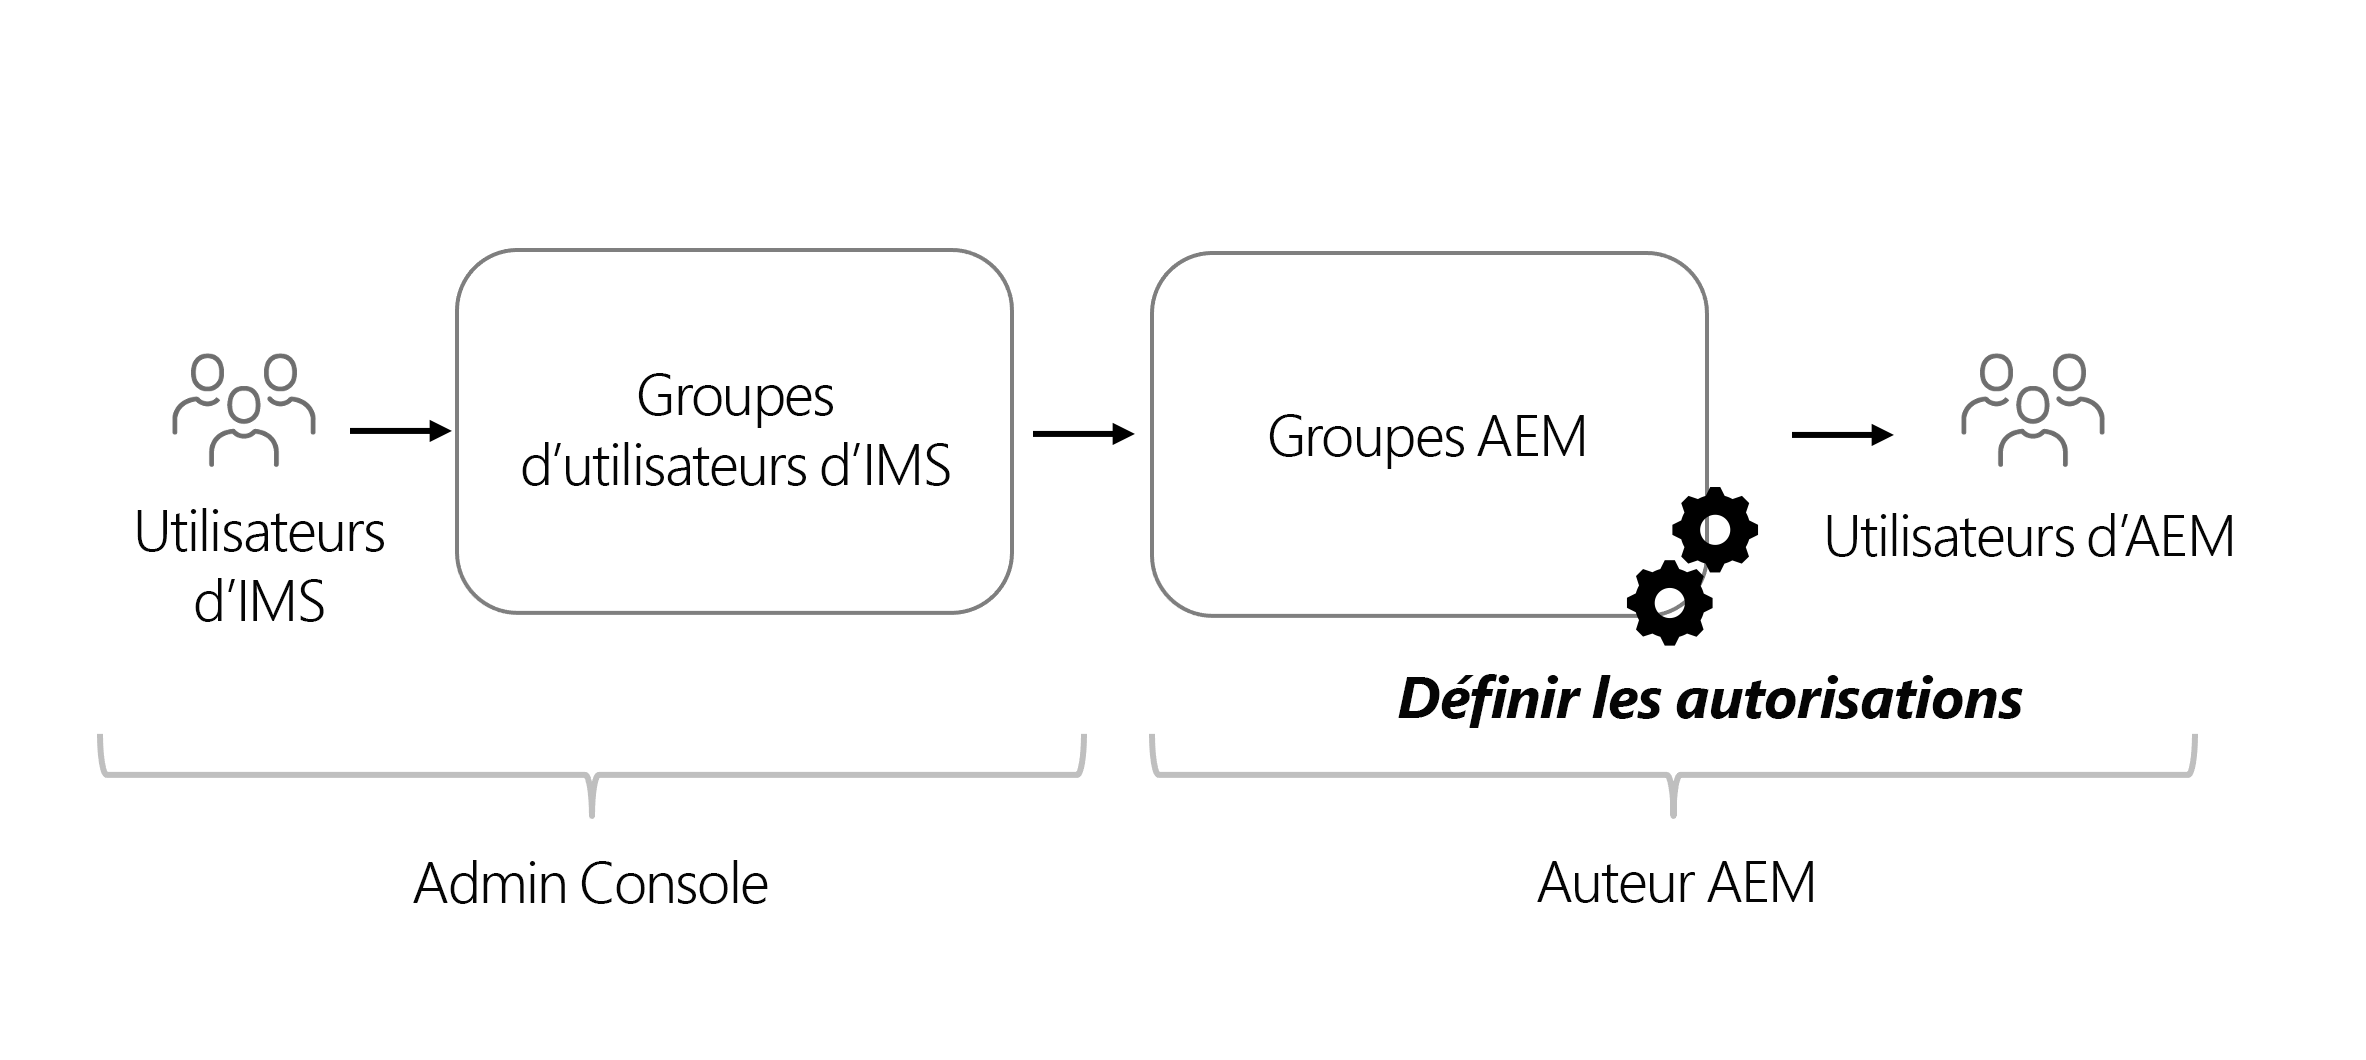 Utilisateurs
d’IMS
Groupes
d’utilisateurs d’IMS
Groupes AEM
Utilisateurs d’AEM
Définir les autorisations
Admin Console
Auteur AEM